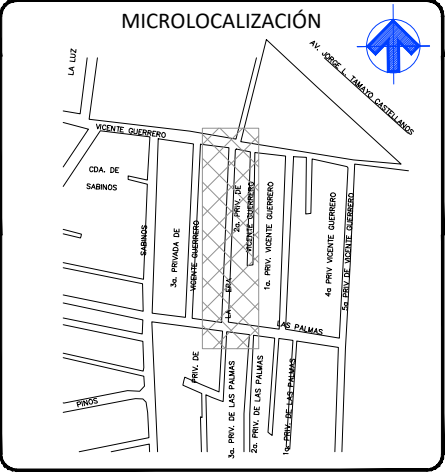 MICROLOCALIZACIÓN
LA LUZ
AV. JORGE L. TAMAYO CASTELLANOS
VICENTE GUERRERO
CDA. DE
SABINOS
SABINOS
3a. PRIVADA DE
VICENTE GUERRERO
2a. PRIV. DE
VICENTE GUERRERO
1a. PRIV. VICENTE GUERRERO
4a PRIV VICENTE GUERRERO
5a. PRIV DE VICENTE GUERRERO
LA ERA
LAS PALMAS
PRIV. DE
3a. PRIV. DE LAS PALMAS
2a. PRIV. DE LAS PALMAS
1a. PRIV. DE LAS PALMAS
PINOS